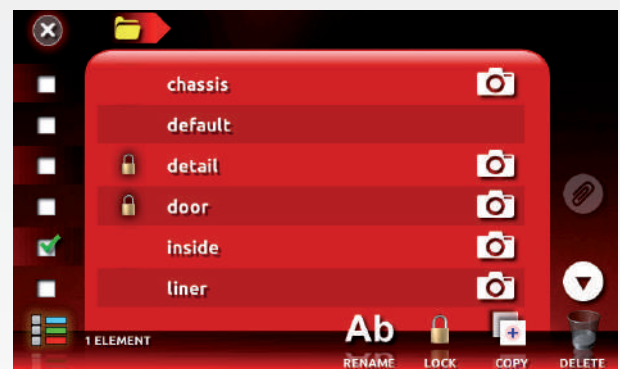 chassis
default
detail
door
inside
liner
1 ELEMENT
Ab
RENAME LOCK COPY DELETE